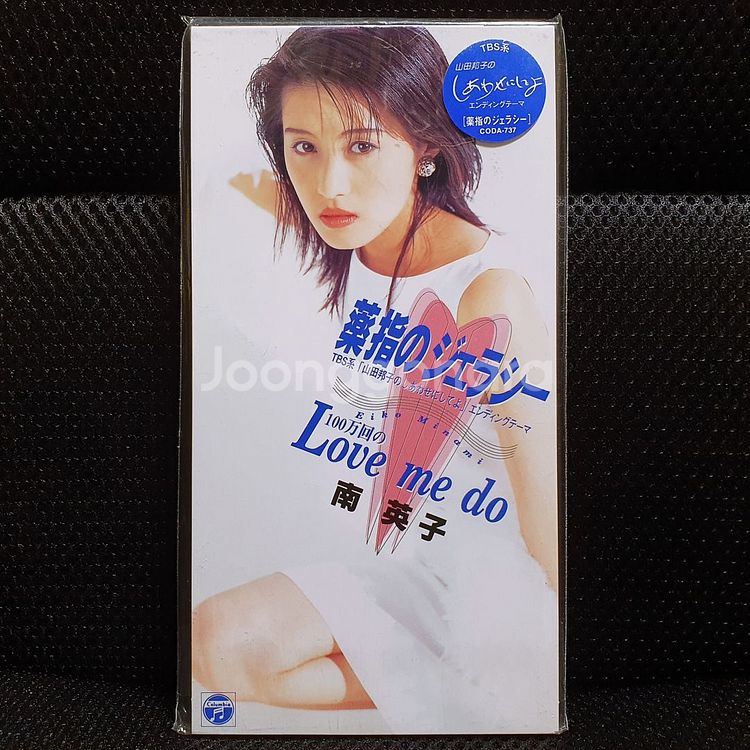 TBS系
山田邦子の
しあわせにしてよ
エンディングテーマ
[薬指のジェラシー]
CODA-737
薬指のジェラシー
TBS系「山田邦子のしあわせにしてよ」エンディングテーマ
Eiko Minami
100万回の
Love me do
南 英子
Columbia
Joongonara